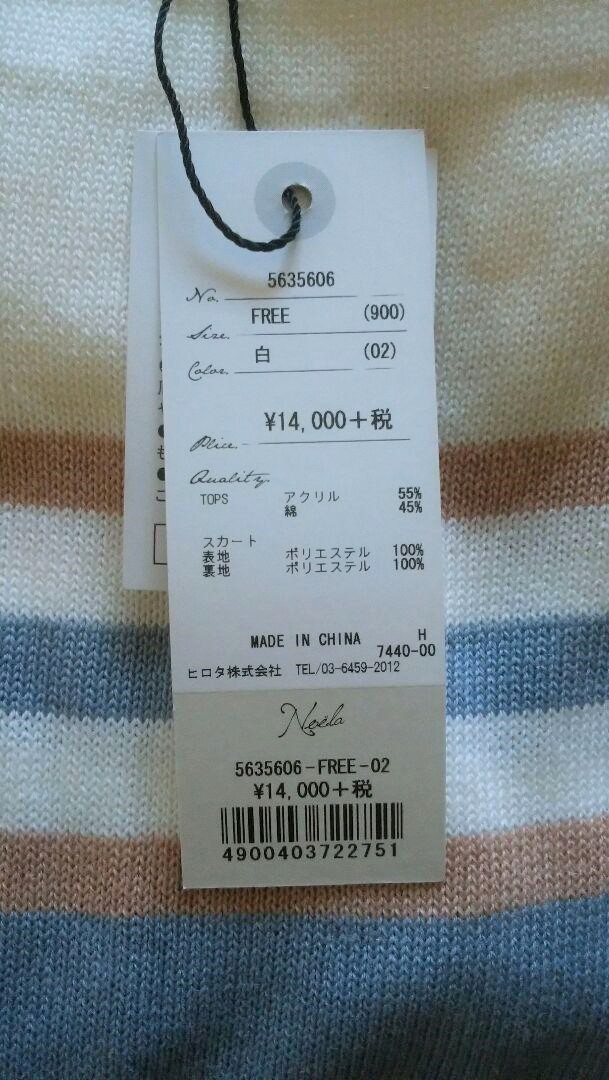 No. 5635606
Size. FREE (900)
Color. 白 (02)
Plice. ¥14,000+税
Quality.
TOPS アクリル 55%
綿 45%
スカート
表地 ポリエステル 100%
裏地 ポリエステル 100%
MADE IN CHINA H
7440-00
ヒロタ株式会社 TEL/03-6459-2012
Noëla
5635606-FREE-02
¥14,000+税
4900403722751